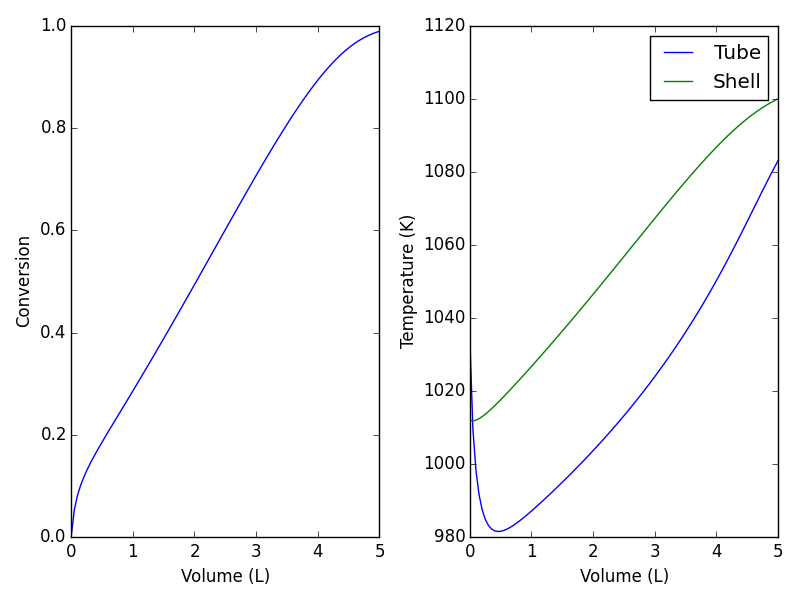 1.0
0.8
0.6
0.4
0.2
0.0
Conversion
0 1 2 3 4 5
Volume (L)
1120
1100
1080
1060
1040
1020
1000
980
Temperature (K)
Tube
Shell
0 1 2 3 4 5
Volume (L)